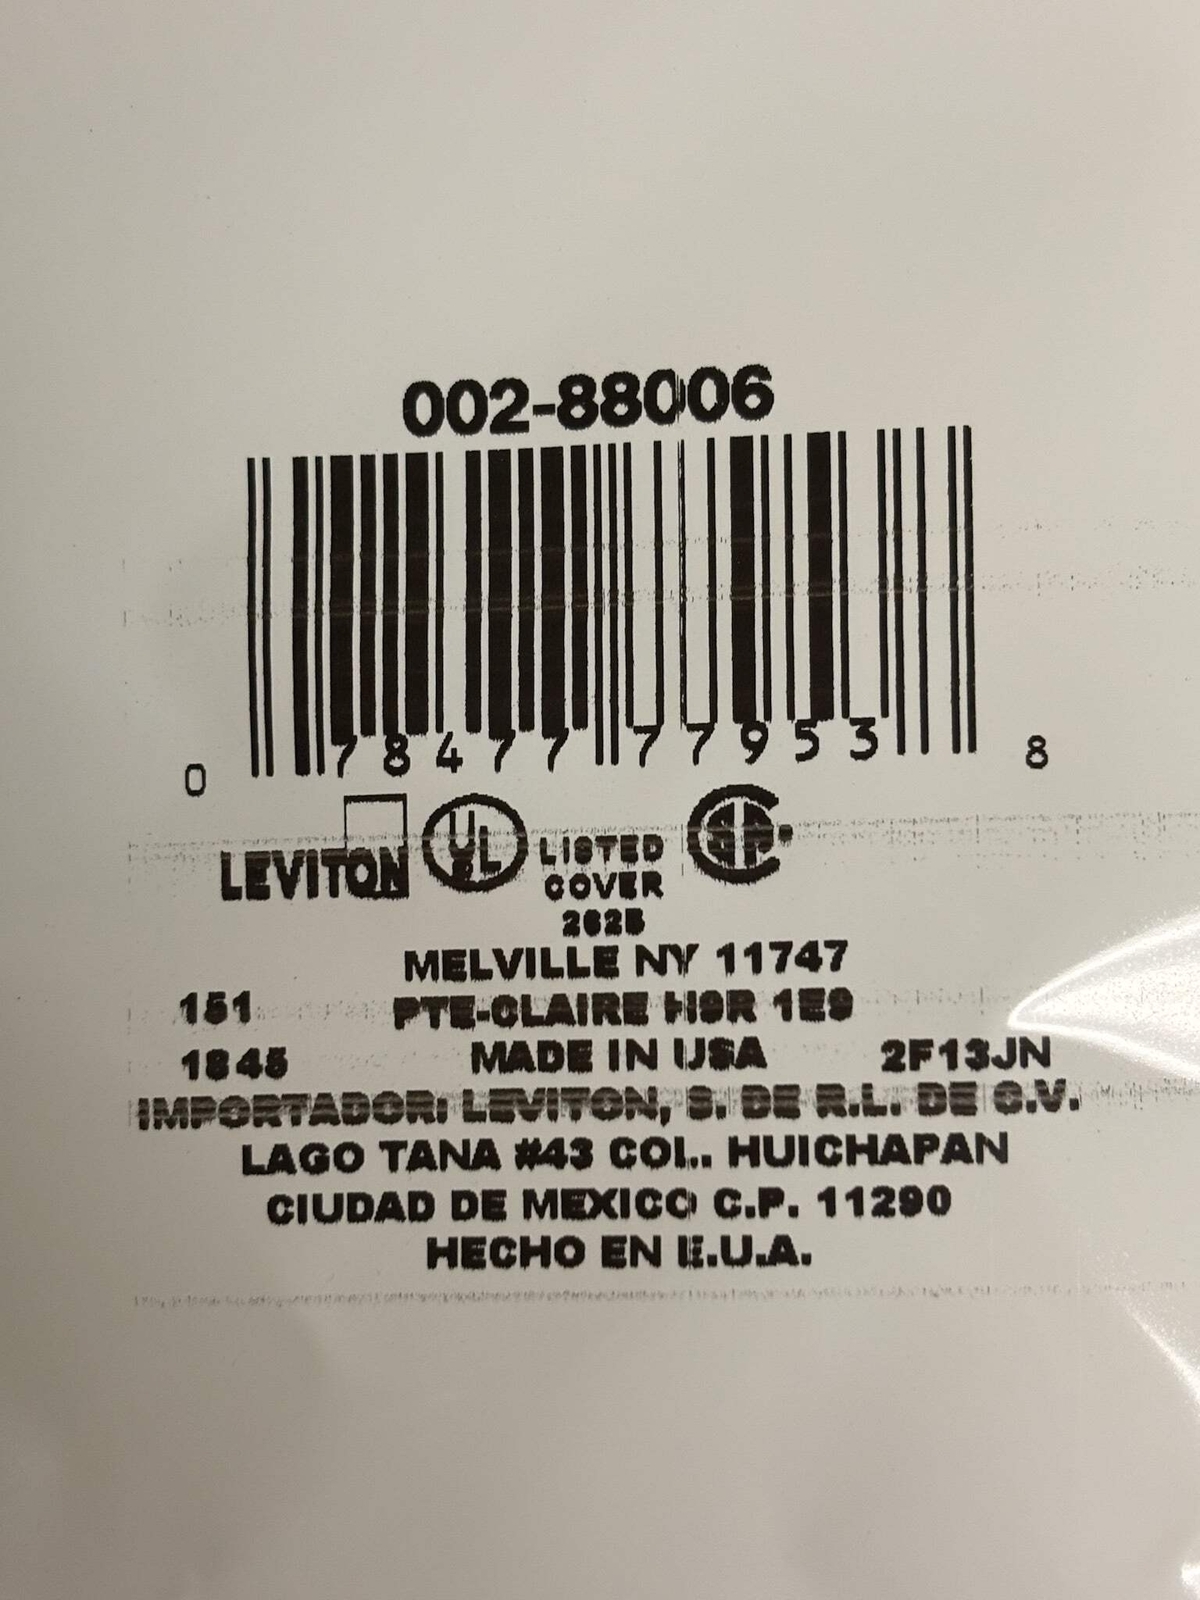 002-88006
0 78477 77953 8
LEVITON UL LISTED
COVER
MELVILLE NY 11747
151 PTE-CLAIRE H9R 1E9
1845 MADE IN USA 2F13JN
IMPORTADOR: LEVITON, S. DE R.L. DE C.V.
LAGO TANA #43 COL. HUICHAPAN
CIUDAD DE MEXICO C.P. 11290
HECHO EN E.U.A.